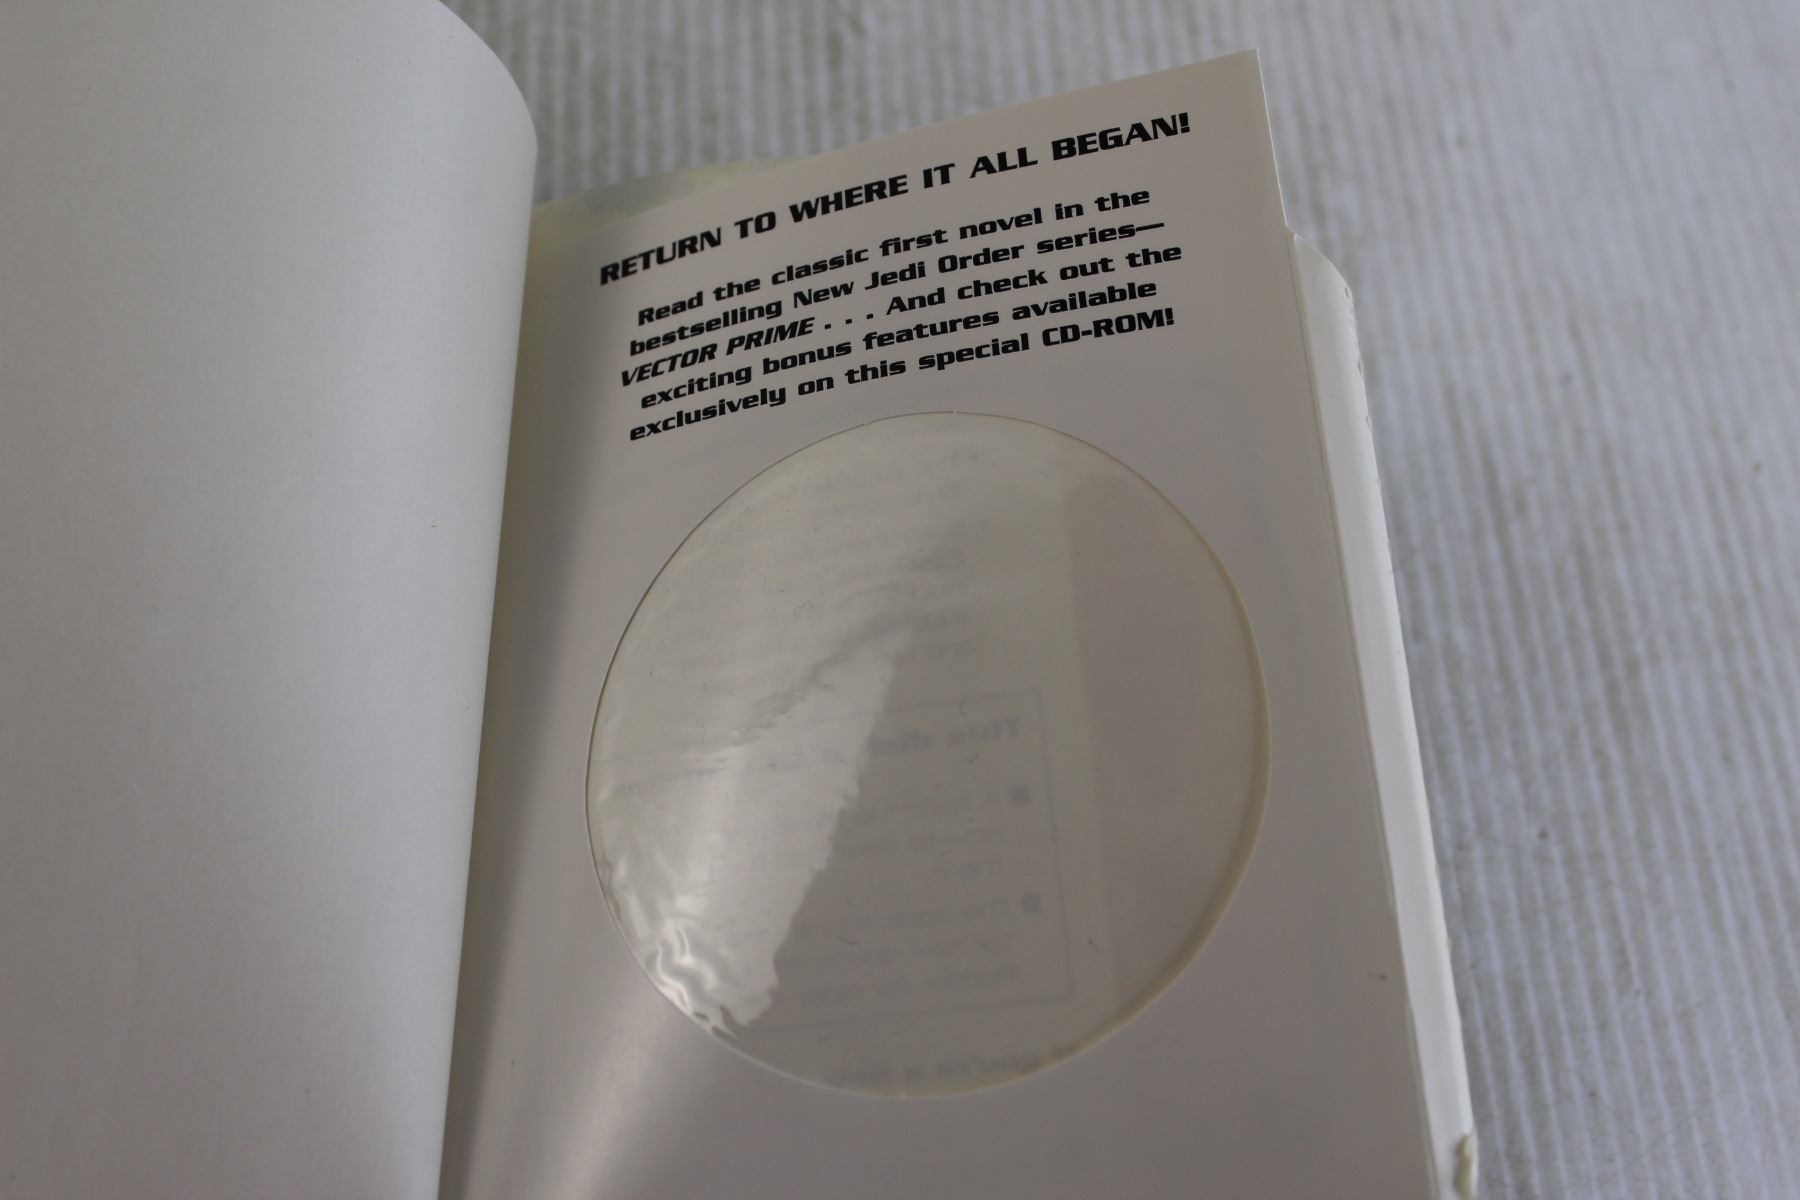 RETURN TO WHERE IT ALL BEGAN!
Read the classic first novel in the
bestselling New Jedi Order series—
VECTOR PRIME . . . And check out the
exciting bonus features available
exclusively on this special CD-ROM!